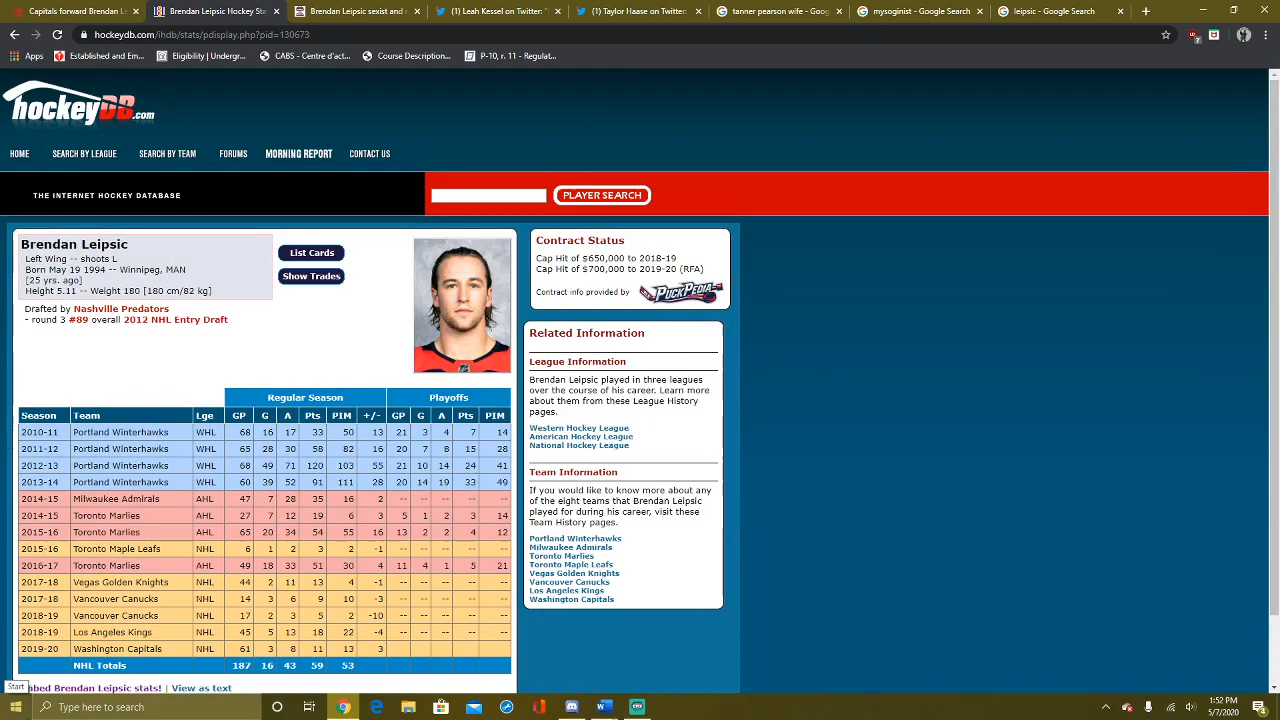 Capitals forward Brendan Leips
Brendan Leipsic Stats and News
Brendan Leipsic sexist and misog
(2) Tanner Kessel on Twitter:
(1) Taylor Haase on Twitter:
tanner pearson wife - Google
mysoginist - Google Search
leipsic - Google Search
hockeydb.com/ihdb/stats/pdisplay.php?pid=130673
Apps
Established and Em...
Eligibility | Undergr...
CABS - Centre d'act...
Course Description...
P-10, r. 11 - Regulat...
hockeyDB.com
HOME
SEARCH BY LEAGUE
SEARCH BY TEAM
FORUMS
MORNING REPORT
CONTACT US
THE INTERNET HOCKEY DATABASE
PLAYER SEARCH
Brendan Leipsic
Left Wing -- shoots L
Born May 19 1994 -- Winnipeg, MAN
[25 yrs. ago]
Height 5.11 -- Weight 180 [180 cm/82 kg]
List Cards
Show Trades
Drafted by Nashville Predators
- round 3 #89 overall 2012 NHL Entry Draft
Regular Season Playoffs
Season Team Lge GP G A Pts PIM +/- GP G A Pts PIM
2010-11 Portland Winterhawks WHL 68 16 17 33 50 13 21 3 4 7 14
2011-12 Portland Winterhawks WHL 65 28 30 58 82 16 20 7 8 15 28
2012-13 Portland Winterhawks WHL 68 49 71 120 103 55 21 10 14 24 41
2013-14 Portland Winterhawks WHL 60 39 52 91 111 28 20 14 19 33 49
2014-15 Milwaukee Admirals AHL 47 7 28 35 16 2 -- -- -- -- --
2014-15 Toronto Marlies AHL 27 7 12 19 6 3 5 1 2 3 14
2015-16 Toronto Marlies AHL 65 20 34 54 55 16 13 2 2 4 12
2015-16 Toronto Maple Leafs NHL 6 1 2 3 2 -1 -- -- -- -- --
2016-17 Toronto Marlies AHL 49 18 33 51 30 4 11 4 1 5 21
2017-18 Vegas Golden Knights NHL 44 2 11 13 4 -1 -- -- -- -- --
2017-18 Vancouver Canucks NHL 14 3 6 9 10 -3 -- -- -- -- --
2018-19 Vancouver Canucks NHL 17 2 3 5 2 -10 -- -- -- -- --
2018-19 Los Angeles Kings NHL 45 5 13 18 22 -4 -- -- -- -- --
2019-20 Washington Capitals NHL 61 3 8 11 13 3
NHL Totals 187 16 43 59 53
mbed Brendan Leipsic stats! | View as text
Contract Status
Cap Hit of $650,000 to 2018-19
Cap Hit of $700,000 to 2019-20 (RFA)
Contract info provided by PUCKPEDIA
Related Information
League Information
Brendan Leipsic played in three leagues
over the course of his career. Learn more
about them from these League History
pages.
Western Hockey League
American Hockey League
National Hockey League
Team Information
If you would like to know more about any
of the eight teams that Brendan Leipsic
played for during his career, visit these
Team History pages.
Portland Winterhawks
Milwaukee Admirals
Toronto Marlies
Toronto Maple Leafs
Vegas Golden Knights
Vancouver Canucks
Los Angeles Kings
Washington Capitals
Start
Type here to search
1:52 PM
5/7/2020